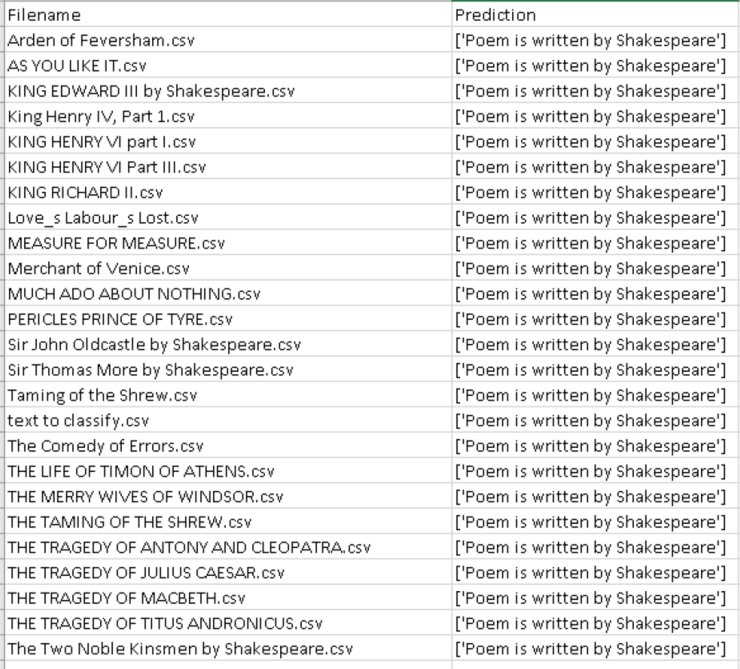 Filename Prediction
Arden of Feversham.csv ['Poem is written by Shakespeare']
AS YOU LIKE IT.csv ['Poem is written by Shakespeare']
KING EDWARD III by Shakespeare.csv ['Poem is written by Shakespeare']
King Henry IV, Part 1.csv ['Poem is written by Shakespeare']
KING HENRY VI part I.csv ['Poem is written by Shakespeare']
KING HENRY VI Part III.csv ['Poem is written by Shakespeare']
KING RICHARD II.csv ['Poem is written by Shakespeare']
Love_s Labour_s Lost.csv ['Poem is written by Shakespeare']
MEASURE FOR MEASURE.csv ['Poem is written by Shakespeare']
Merchant of Venice.csv ['Poem is written by Shakespeare']
MUCH ADO ABOUT NOTHING.csv ['Poem is written by Shakespeare']
PERICLES PRINCE OF TYRE.csv ['Poem is written by Shakespeare']
Sir John Oldcastle by Shakespeare.csv ['Poem is written by Shakespeare']
Sir Thomas More by Shakespeare.csv ['Poem is written by Shakespeare']
Taming of the Shrew.csv ['Poem is written by Shakespeare']
text to classify.csv ['Poem is written by Shakespeare']
The Comedy of Errors.csv ['Poem is written by Shakespeare']
THE LIFE OF TIMON OF ATHENS.csv ['Poem is written by Shakespeare']
THE MERRY WIVES OF WINDSOR.csv ['Poem is written by Shakespeare']
THE TAMING OF THE SHREW.csv ['Poem is written by Shakespeare']
THE TRAGEDY OF ANTONY AND CLEOPATRA.csv ['Poem is written by Shakespeare']
THE TRAGEDY OF JULIUS CAESAR.csv ['Poem is written by Shakespeare']
THE TRAGEDY OF MACBETH.csv ['Poem is written by Shakespeare']
THE TRAGEDY OF TITUS ANDRONICUS.csv ['Poem is written by Shakespeare']
The Two Noble Kinsmen by Shakespeare.csv ['Poem is written by Shakespeare']